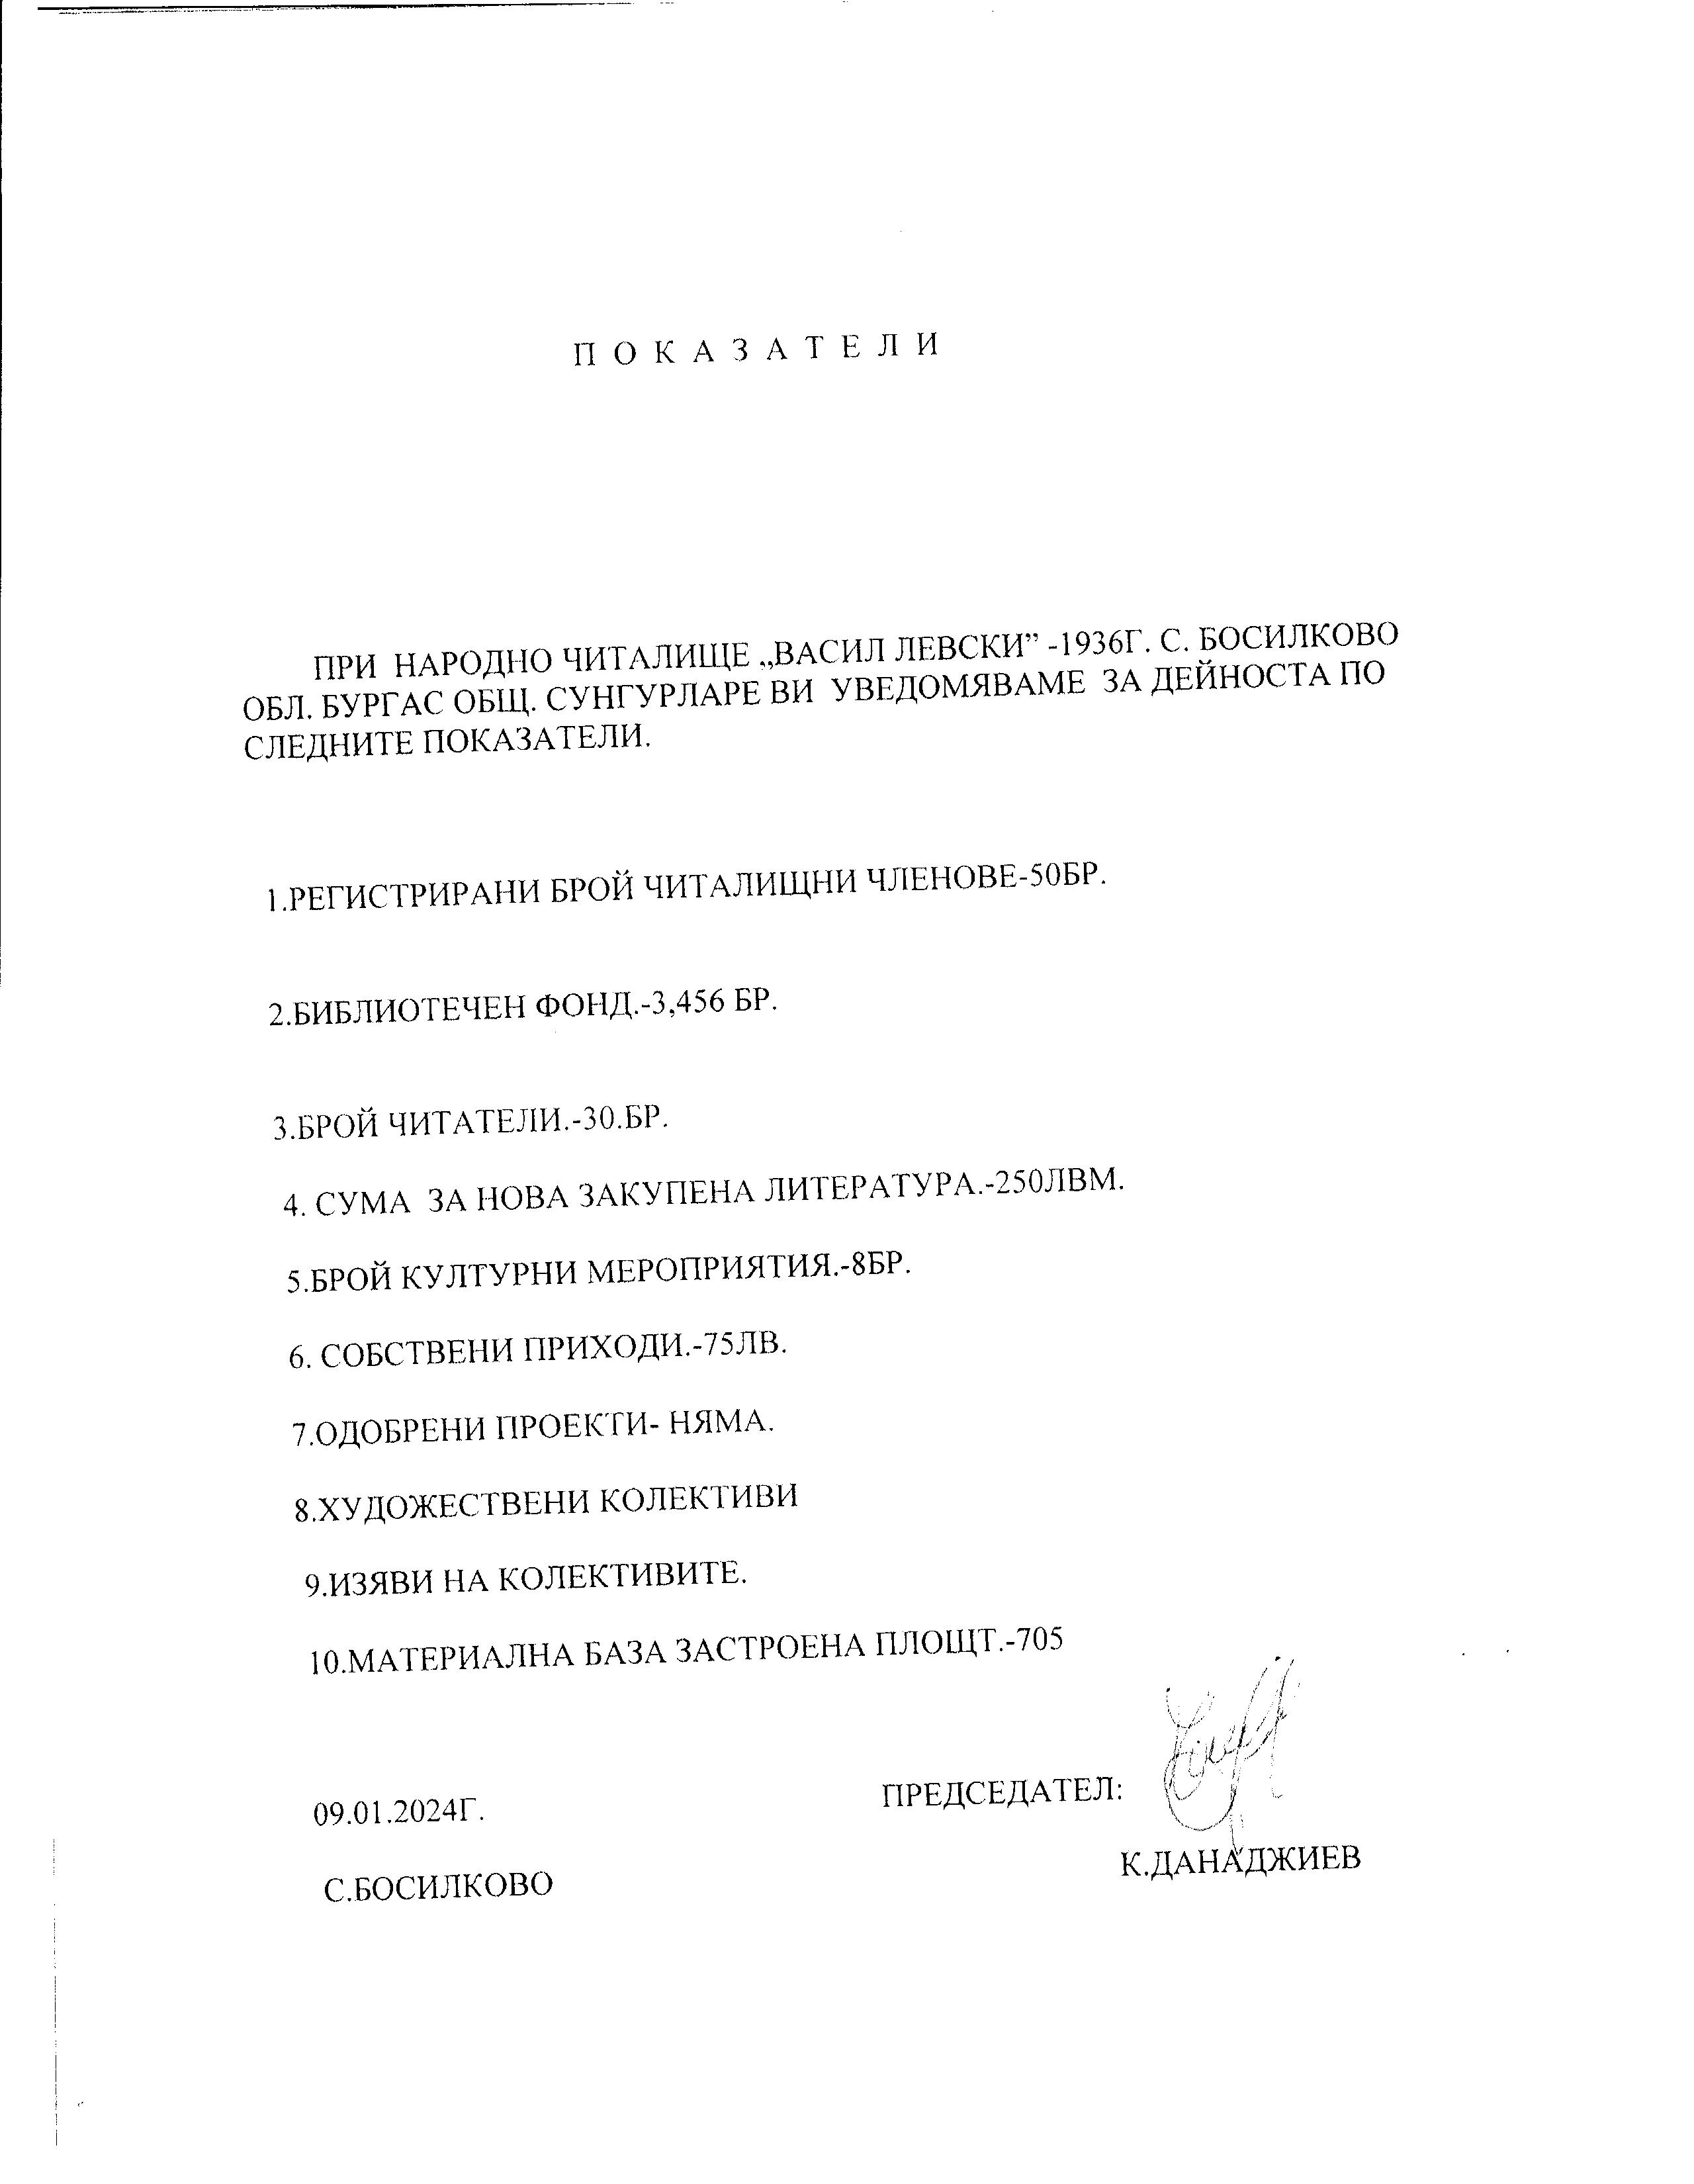 П О К А З А Т Е Л И
ПРИ НАРОДНО ЧИТАЛИЩЕ „ВАСИЛ ЛЕВСКИ” -1936Г. С. БОСИЛКОВО
ОБЛ. БУРГАС ОБЩ. СУНГУРЛАРЕ ВИ УВЕДОМЯВАМЕ ЗА ДЕЙНОСТА ПО
СЛЕДНИТЕ ПОКАЗАТЕЛИ.
1.РЕГИСТРИРАНИ БРОЙ ЧИТАЛИЩНИ ЧЛЕНОВЕ-50БР.
2.БИБЛИОТЕЧЕН ФОНД.-3,456 БР.
3.БРОЙ ЧИТАТЕЛИ.-30.БР.
4. СУМА ЗА НОВА ЗАКУПЕНА ЛИТЕРАТУРА.-250ЛВМ.
5.БРОЙ КУЛТУРНИ МЕРОПРИЯТИЯ.-8БР.
6. СОБСТВЕНИ ПРИХОДИ.-75ЛВ.
7.ОДОБРЕНИ ПРОЕКТИ- НЯМА.
8.ХУДОЖЕСТВЕНИ КОЛЕКТИВИ
9.ИЗЯВИ НА КОЛЕКТИВИТЕ.
10.МАТЕРИАЛНА БАЗА ЗАСТРОЕНА ПЛОЩТ.-705
09.01.2024Г. ПРЕДСЕДАТЕЛ:
С.БОСИЛКОВО К.ДАНАДЖИЕВ